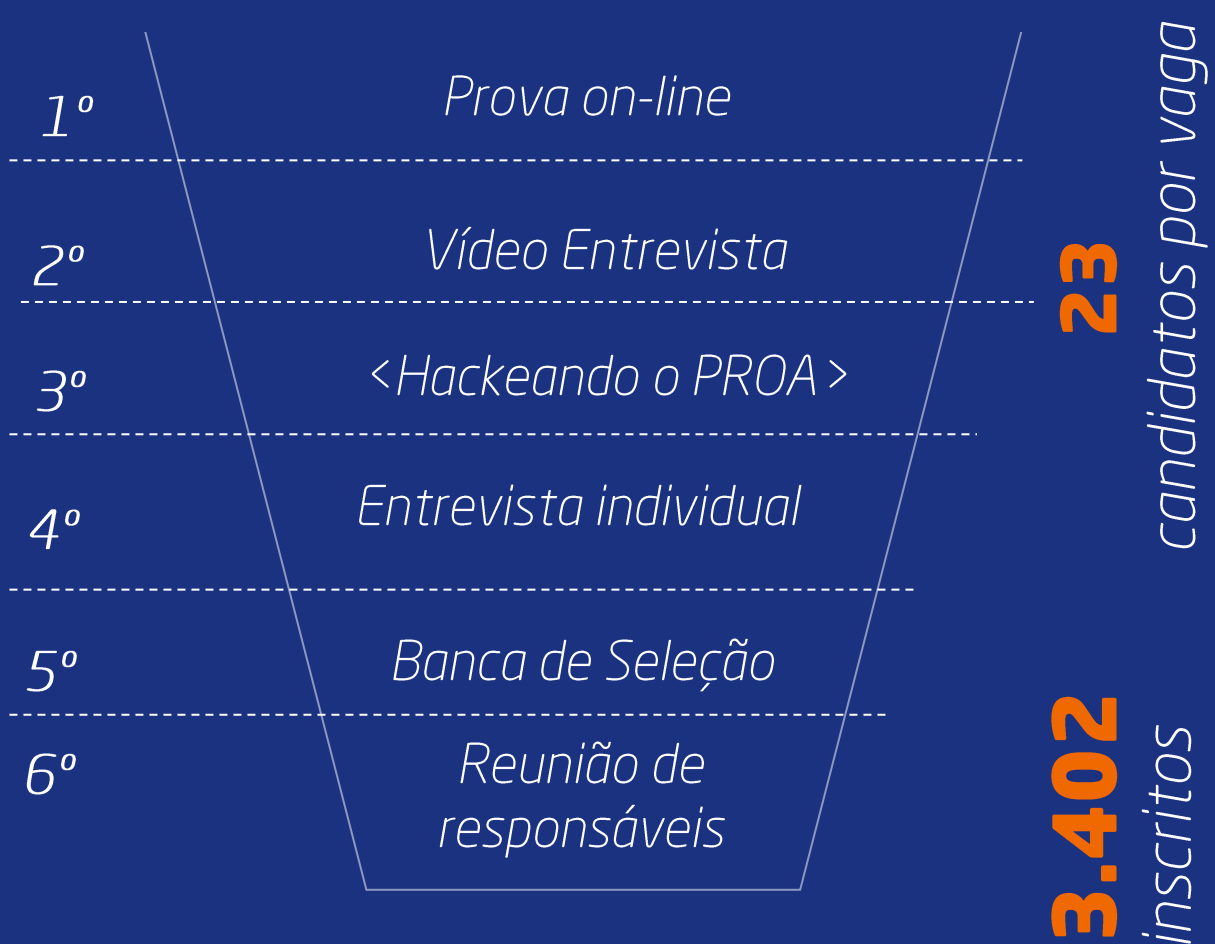 1º
Prova on-line
2º
Vídeo Entrevista
3º
<Hackeando o PROA>
4º
Entrevista individual
5º
Banca de Seleção
6º
Reunião de
responsáveis
3.402
inscritos
23
candidatos por vaga